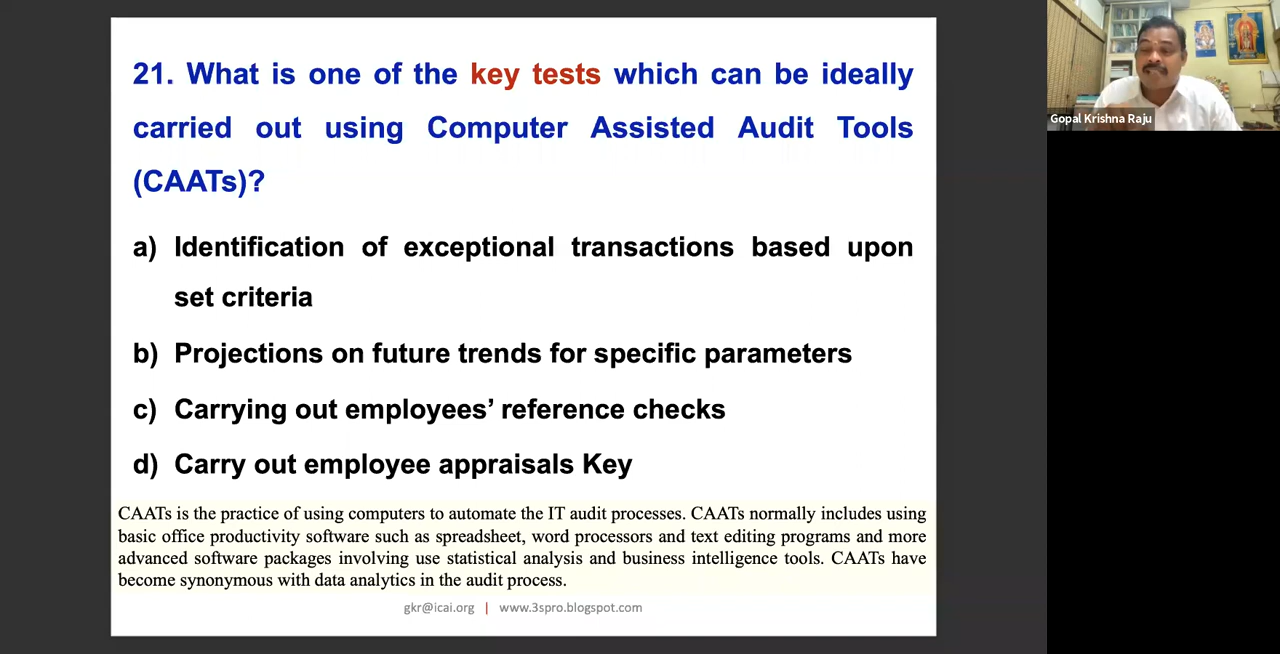 21. What is one of the key tests which can be ideally
carried out using Computer Assisted Audit Tools
(CAATs)?
a) Identification of exceptional transactions based upon
set criteria
b) Projections on future trends for specific parameters
c) Carrying out employees’ reference checks
d) Carry out employee appraisals Key
CAATs is the practice of using computers to automate the IT audit processes. CAATs normally includes using
basic office productivity software such as spreadsheet, word processors and text editing programs and more
advanced software packages involving use statistical analysis and business intelligence tools. CAATs have
become synonymous with data analytics in the audit process.
gkr@icai.org | www.3spro.blogspot.com
Gopal Krishna Raju